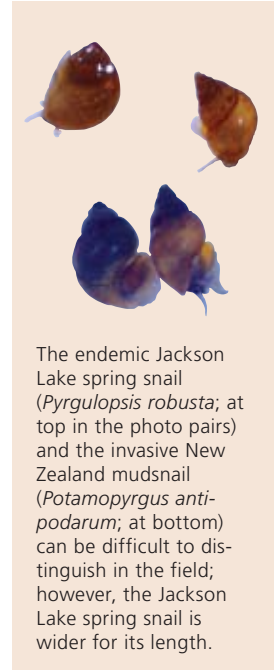 The endemic Jackson
Lake spring snail
(Pyrgulopsis robusta; at
top in the photo pairs)
and the invasive New
Zealand mudsnail
(Potamopyrgus anti-
podarum; at bottom)
can be difficult to dis-
tinguish in the field;
however, the Jackson
Lake spring snail is
wider for its length.